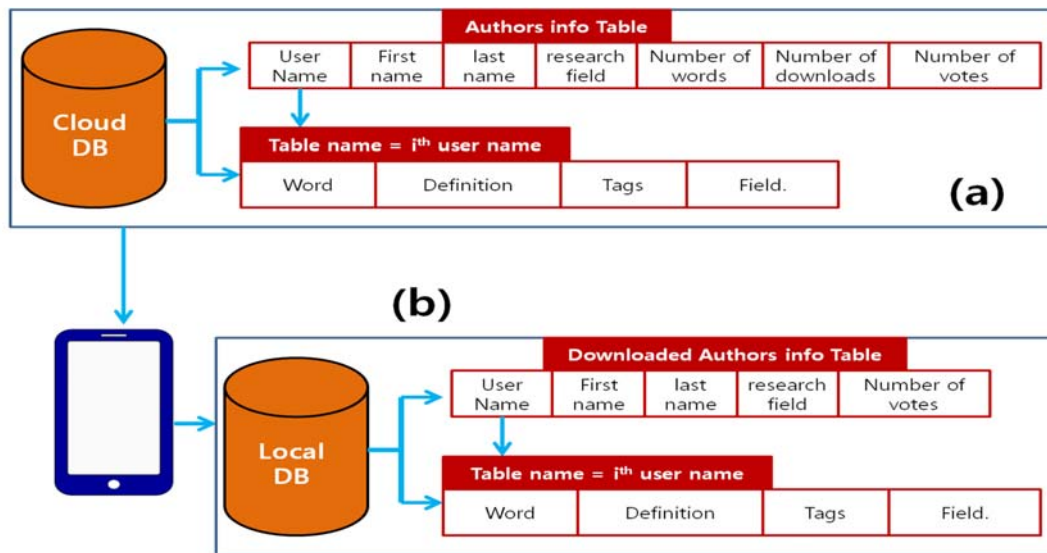 Authors info Table
User Name
First name
last name
research field
Number of words
Number of downloads
Number of votes
Cloud DB
Table name = iᵗʰ user name
Word
Definition
Tags
Field.
(a)
(b)
Downloaded Authors info Table
User Name
First name
last name
research field
Number of votes
Local DB
Table name = iᵗʰ user name
Word
Definition
Tags
Field.